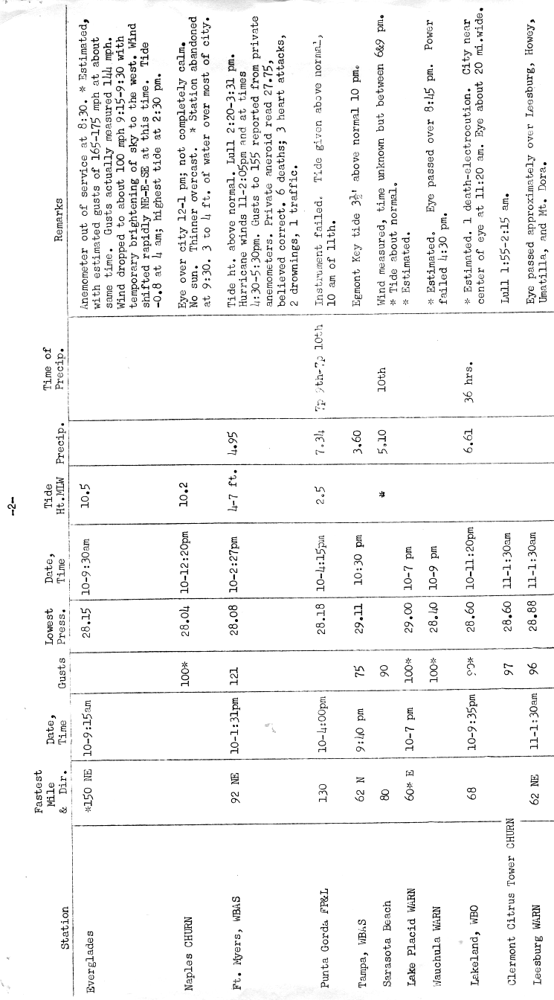 -2-
Fastest
Mile Date, Lowest Date, Tide Time of
Station & Dir. Time Gusts Press. Time Ht.MLW Precip. Precip. Remarks
Everglades *150 NE 10-9:15am 28.15 10-9:30am 10.5 Anemometer out of service at 8:30. * Estimated,
with estimated gusts of 165-175 mph at about
same time. Gusts actually measured 144 mph.
Wind dropped to about 100 mph 9:15-9:30 with
temporary brightening of sky to the west. Wind
shifted rapidly NE-E-SE at this time. Tide
-0.8 at 4 am; highest tide at 2:30 pm.
Naples CHURN 100* 28.04 10-12:20pm 10.2 Eye over city 12-1 pm; not completely calm.
No sun. Thinner overcast. * Station abandoned
at 9:30. 3 to 4 ft. of water over most of city.
Ft. Myers, WBAS 92 NE 10-1:31pm 121 28.08 10-2:27pm 4-7 ft. 4.95 Tide ht. above normal. Lull 2:20-3:31 pm.
Hurricane winds 11-2:05pm and at times
4:30-5:30pm. Gusts to 155 reported from private
anemometers. Private aneroid read 27.75,
believed correct. 6 deaths; 3 heart attacks,
2 drownings, 1 traffic.
Punta Gorda FP&L 130 10-4:00pm 28.18 10-4:15pm 2.5 7.34 7p 9th-7p 10th Instrument failed. Tide given above normal,
10 am of 11th.
Tampa, WBAS 62 N 9:40 pm 75 29.11 10:30 pm 3.60 Egmont Key tide 3½' above normal 10 pm.
Sarasota Beach 80 90 * 5.10 10th Wind measured, time unknown but between 6&9 pm.
* Tide about normal.
Lake Placid WARN 60* E 10-7 pm 100* 29.00 10-7 pm * Estimated.
Wauchula WARN 100* 28.40 10-9 pm * Estimated. Eye passed over 8:45 pm. Power
failed 4:30 pm.
Lakeland, WBO 68 10-9:35pm 28.60 10-11:20pm 6.61 36 hrs. * Estimated. 1 death-electrocution. City near
center of eye at 11:20 am. Eye about 20 mi.wide.
Clermont Citrus Tower CHURN 97 28.60 11-1:30am Lull 1:55-2:15 am.
Leesburg WARN 62 NE 11-1:30am 96 28.88 11-1:30am Eye passed approximately over Leesburg, Howey,
Umatilla, and Mt. Dora.